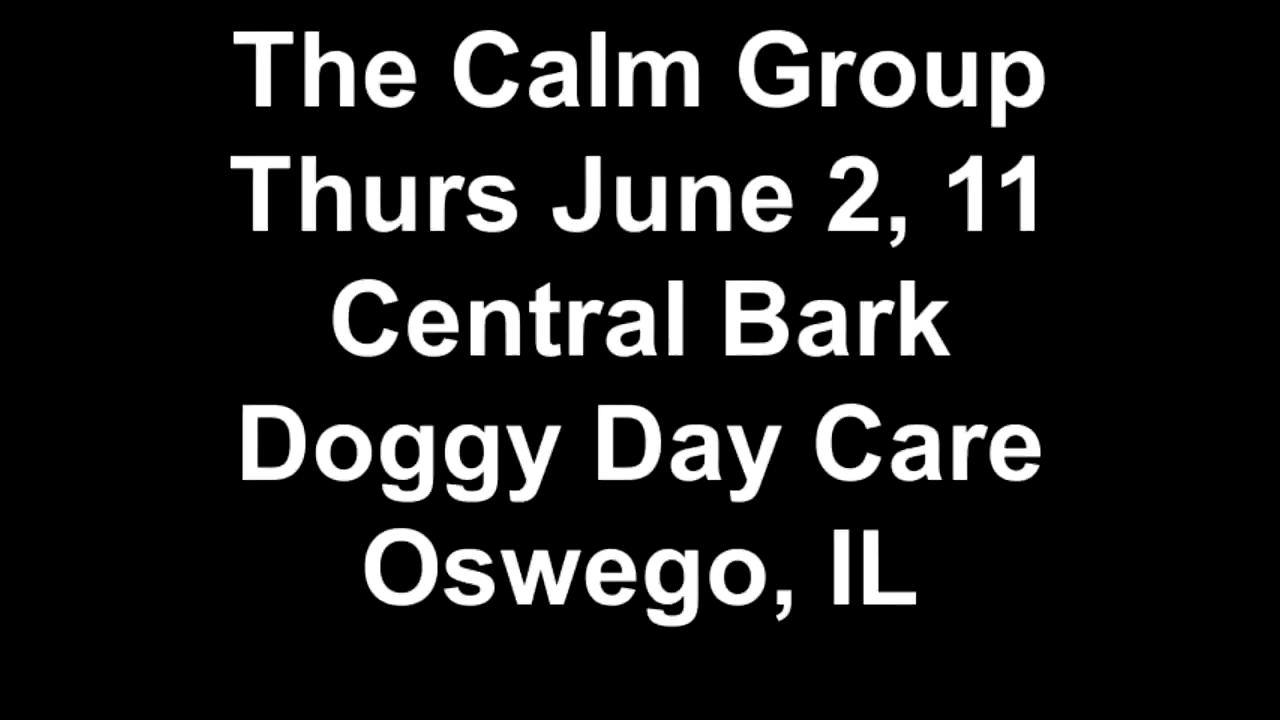 The Calm Group
Thurs June 2, 11
Central Bark
Doggy Day Care
Oswego, IL